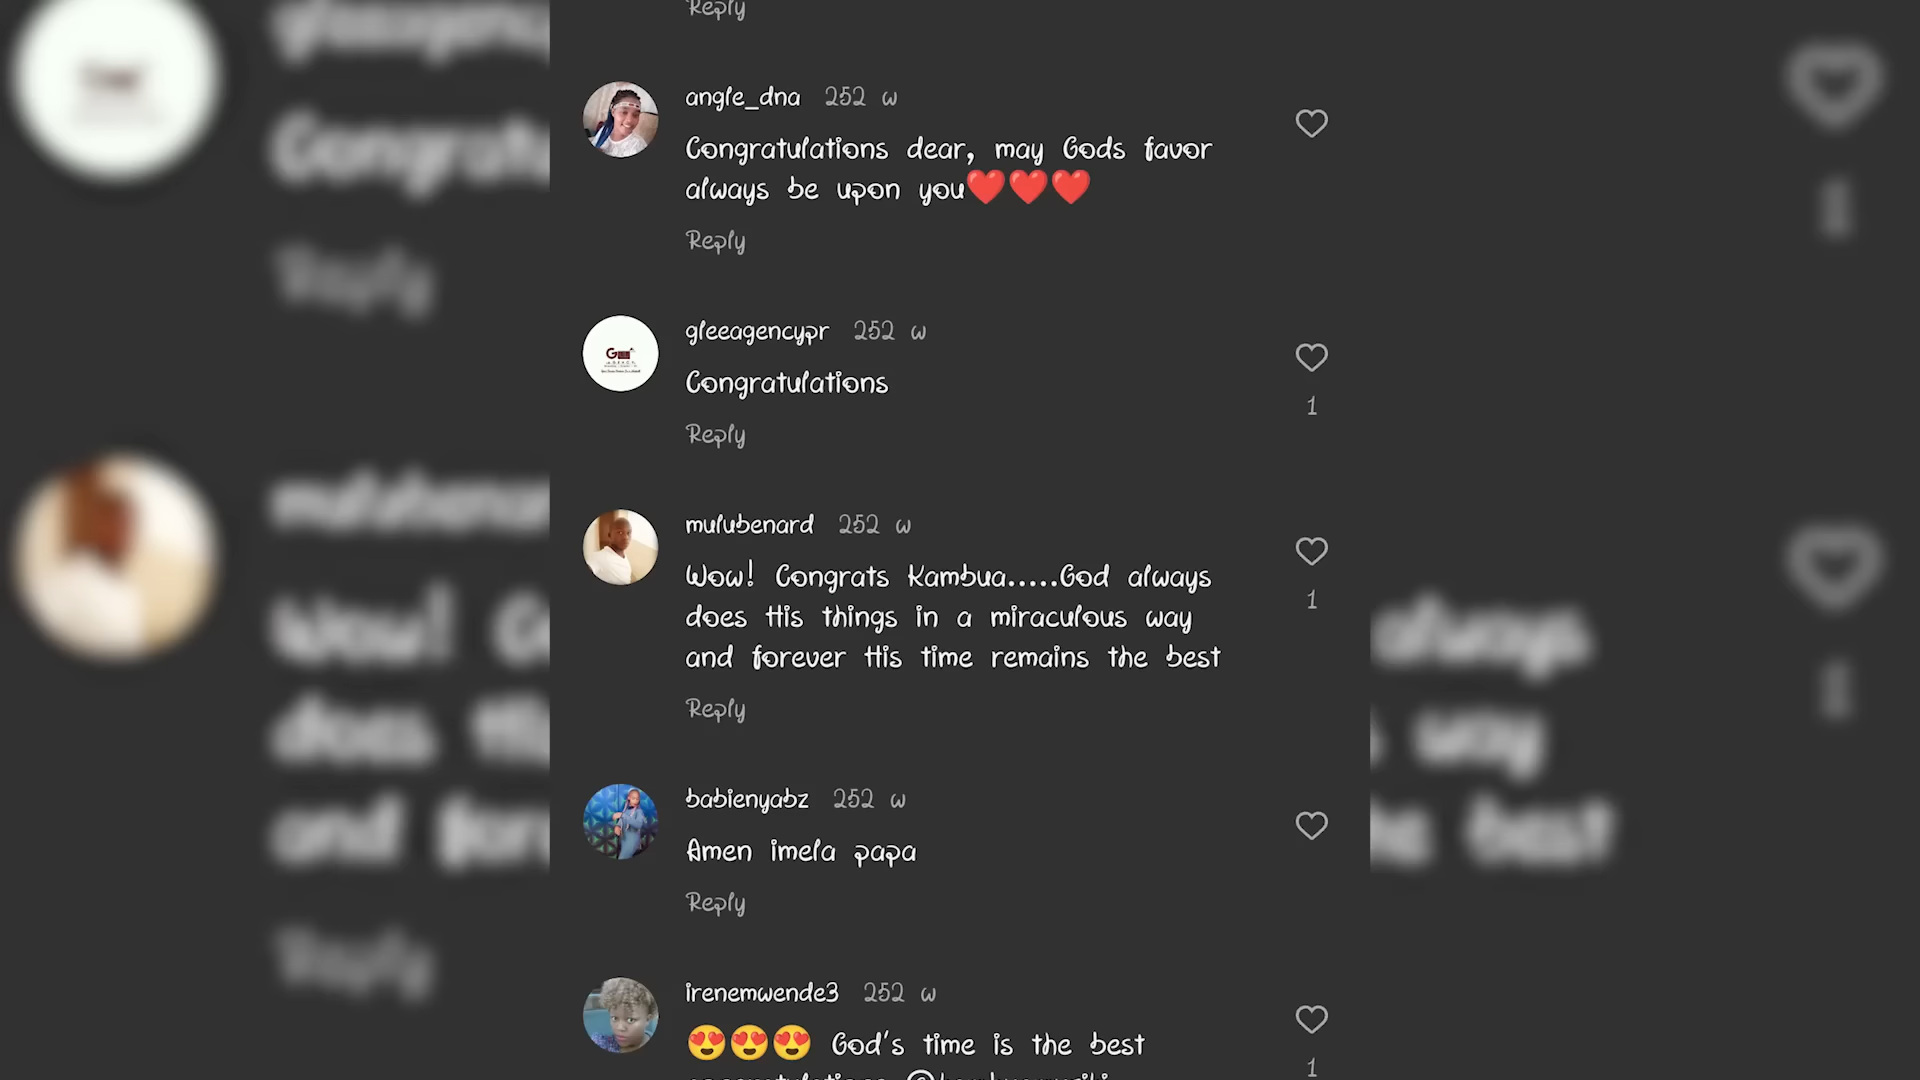 Reply
angle_dna 252 w
Congratulations dear, may Gods favor
always be upon you❤️❤️❤️
Reply
gleeagencypr 252 w
Congratulations
1
Reply
mulubenard 252 w
Wow! Congrats Kambua.....God always
does His things in a miraculous way
1
and forever His time remains the best
Reply
babienyabz 252 w
Amen imela papa
Reply
irenemwende3 252 w
😍😍😍 God's time is the best
1